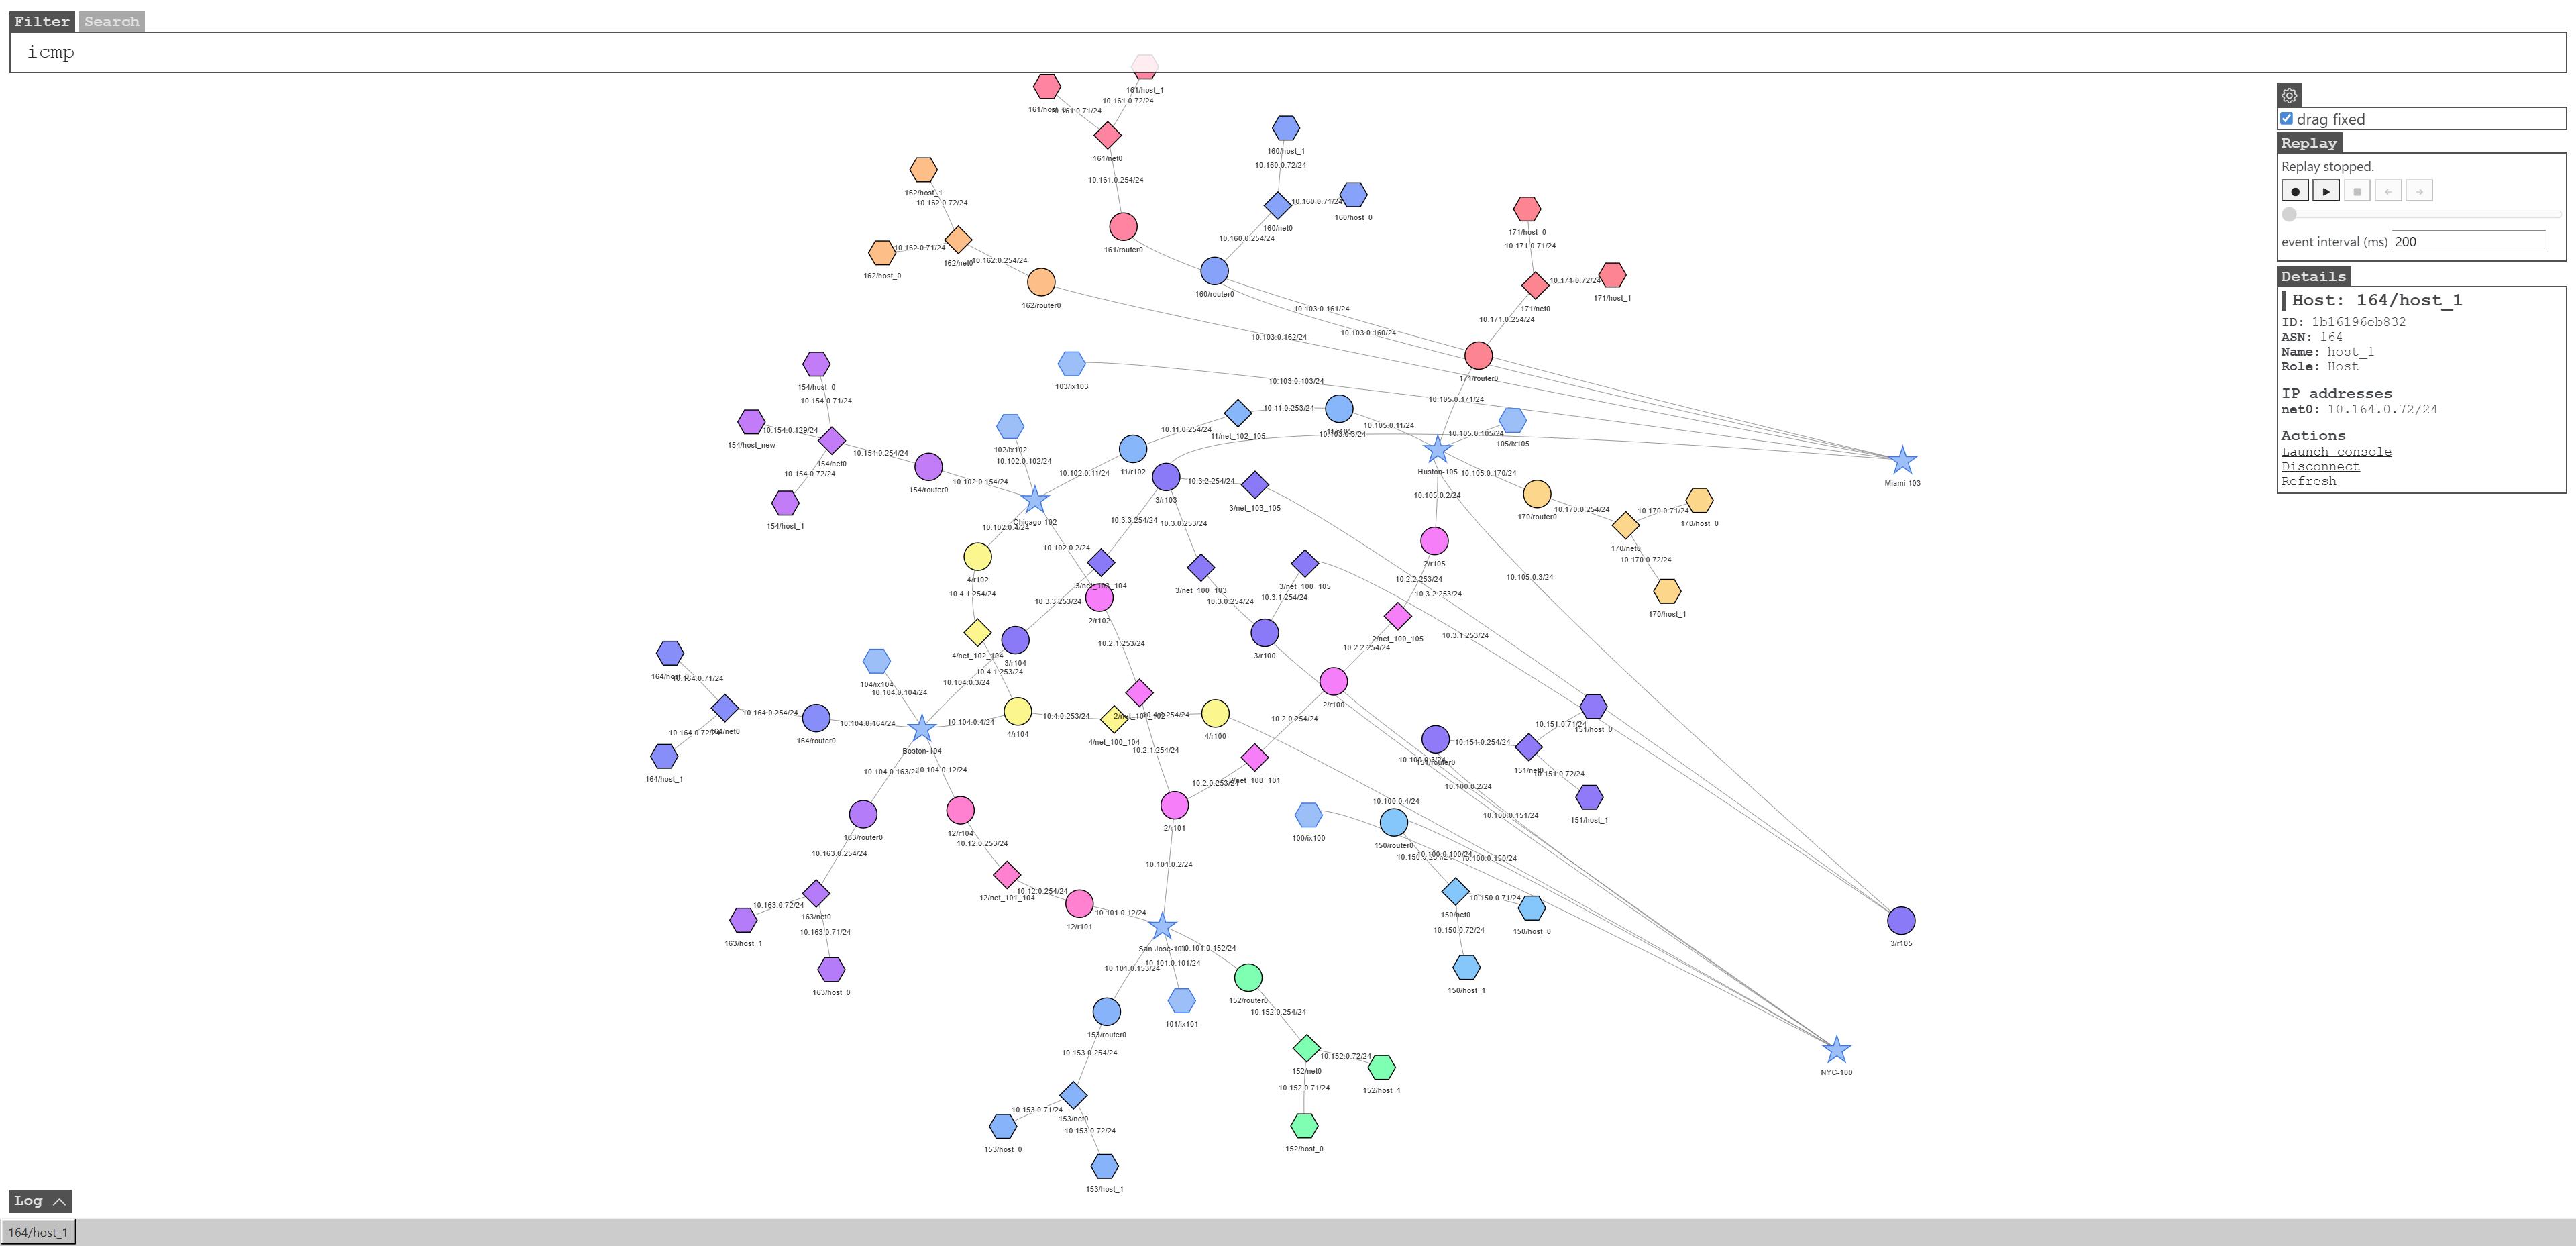 Filter Search
icmp
161/host_1
10.161.0.72/24
161/host_0
10.161.0.71/24
161/net0
10.161.0.254/24
161/router0
160/host_1
10.160.0.72/24
10.160.0.71/24
160/host_0
160/net0
10.160.0.254/24
160/router0
162/host_1
10.162.0.72/24
10.162.0.71/24
162/host_0
162/net0
10.162.0.254/24
162/router0
171/host_0
10.171.0.71/24
10.171.0.72/24
171/host_1
171/net0
10.171.0.254/24
171/router0
10.103.0.161/24
10.103.0.160/24
10.103.0.162/24
103/ix103
10.103.0.103/24
10.105.0.171/24
154/host_0
10.154.0.71/24
10.154.0.129/24
154/host_new
154/net0
10.154.0.72/24
154/host_1
10.154.0.254/24
154/router0
10.102.0.154/24
102/ix102
10.102.0.102/24
Chicago-102
10.102.0.11/24
11/r102
10.11.0.254/24
11/net_102_105
10.11.0.253/24
11/r105
10.103.0.3/24
10.105.0.11/24
10.105.0.105/24
105/ix105
Huston-105
10.105.0.170/24
Miami-103
10.105.0.2/24
170/router0
10.170.0.254/24
10.170.0.71/24
170/host_0
170/net0
10.170.0.72/24
170/host_1
3/r103
10.3.2.254/24
3/net_103_105
10.3.3.254/24
10.3.0.253/24
10.102.0.4/24
10.102.0.2/24
4/r102
10.4.1.254/24
3/net_103_104
10.3.3.253/24
2/r102
3/net_100_103
10.3.0.254/24
3/net_100_105
10.3.1.254/24
2/r105
10.2.2.253/24
10.3.2.253/24
10.105.0.3/24
10.3.1.253/24
2/net_100_105
10.2.2.254/24
3/r100
10.2.1.253/24
4/net_102_104
3/r104
10.4.1.253/24
10.104.0.3/24
104/ix104
10.104.0.104/24
164/host_0
10.164.0.71/24
10.164.0.254/24
164/net0
10.164.0.72/24
164/host_1
164/router0
10.104.0.164/24
Boston-104
10.104.0.4/24
4/r104
10.4.0.253/24
4/net_100_104
2/net_101_102
10.4.0.254/24
4/r100
2/r100
10.2.0.254/24
10.2.1.254/24
10.2.0.253/24
2/net_100_101
2/r101
10.104.0.163/24
10.104.0.12/24
163/router0
10.163.0.254/24
12/r104
10.12.0.253/24
12/net_101_104
10.12.0.254/24
12/r101
10.101.0.12/24
10.101.0.2/24
163/net0
10.163.0.72/24
163/host_1
10.163.0.71/24
163/host_0
10.100.0.3/24
151/router0
10.151.0.254/24
151/net0
10.151.0.71/24
151/host_0
10.151.0.72/24
151/host_1
10.100.0.2/24
10.100.0.4/24
10.100.0.151/24
100/ix100
150/router0
10.150.0.254/24
10.100.0.100/24
10.100.0.150/24
150/net0
10.150.0.71/24
150/host_0
10.150.0.72/24
150/host_1
3/r105
NYC-100
San Jose-101
10.101.0.152/24
10.101.0.153/24
10.101.0.101/24
101/ix101
152/router0
10.152.0.254/24
152/net0
10.152.0.72/24
152/host_1
10.152.0.71/24
152/host_0
153/router0
10.153.0.254/24
153/net0
10.153.0.71/24
153/host_0
10.153.0.72/24
153/host_1
drag fixed
Replay
Replay stopped.
event interval (ms) 200
Details
Host: 164/host_1
ID: 1b16196eb832
ASN: 164
Name: host_1
Role: Host
IP addresses
net0: 10.164.0.72/24
Actions
Launch console
Disconnect
Refresh
Log
164/host_1